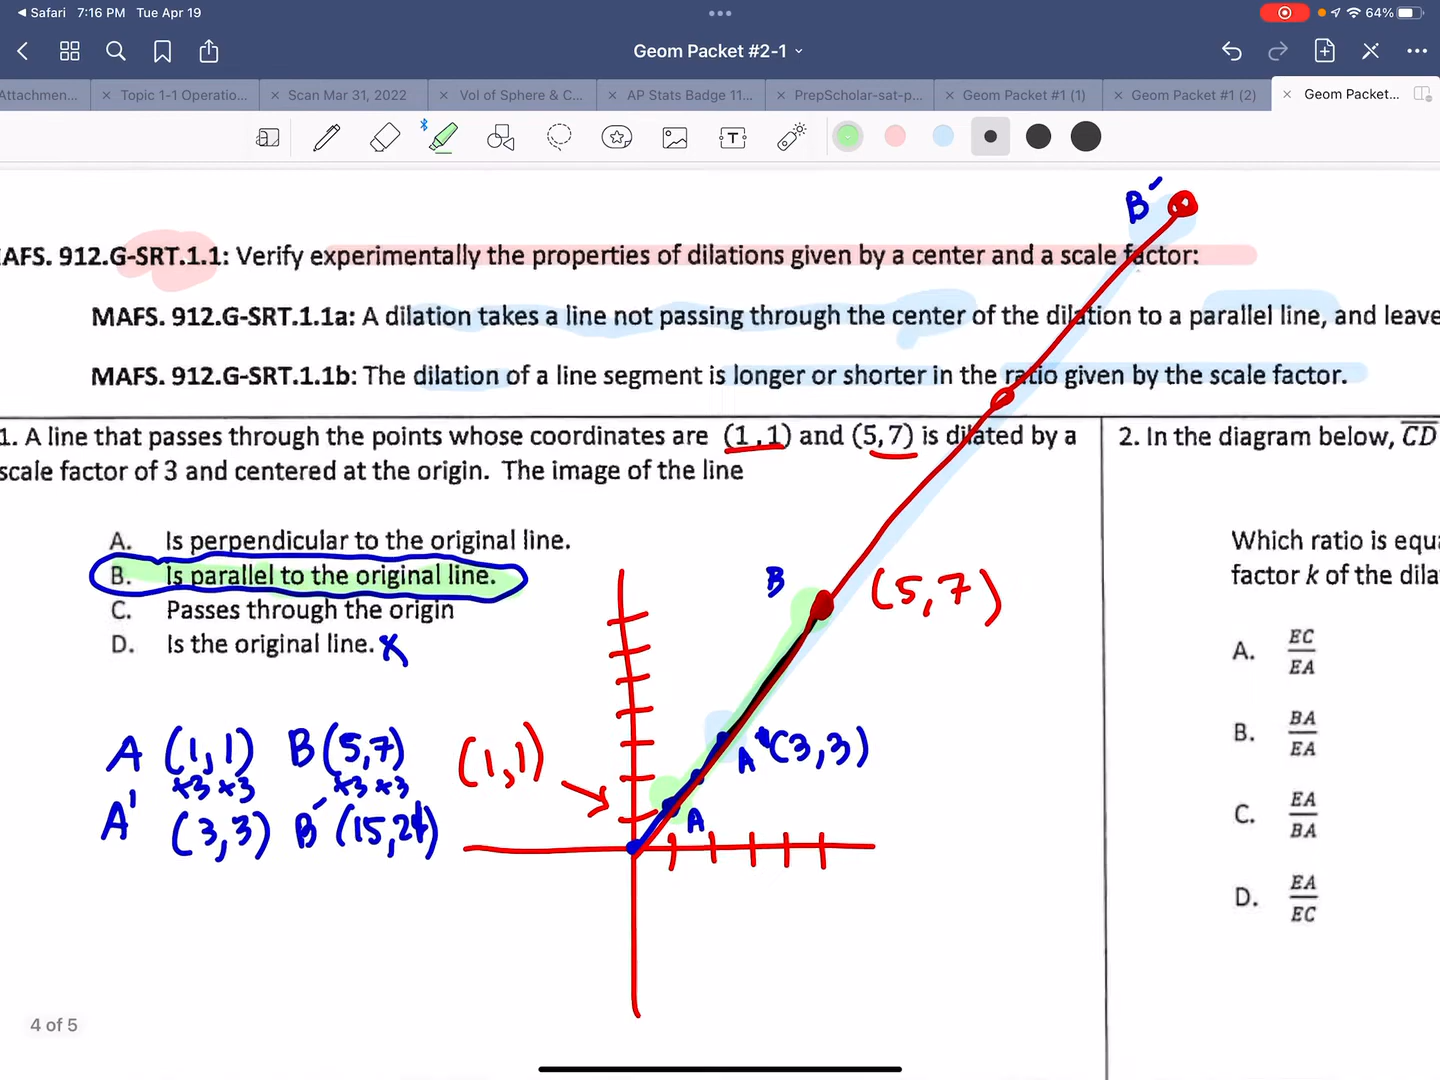 Safari 7:16 PM Tue Apr 19
64%
Geom Packet #2-1
Attachmen...
Topic 1-1 Operatio...
Scan Mar 31, 2022
Vol of Sphere & C...
AP Stats Badge 11...
PrepScholar-sat-p...
Geom Packet #1 (1)
Geom Packet #1 (2)
Geom Packet...
B′
AFS. 912.G-SRT.1.1: Verify experimentally the properties of dilations given by a center and a scale factor:
MAFS. 912.G-SRT.1.1a: A dilation takes a line not passing through the center of the dilation to a parallel line, and leave
MAFS. 912.G-SRT.1.1b: The dilation of a line segment is longer or shorter in the ratio given by the scale factor.
1. A line that passes through the points whose coordinates are (1,1) and (5,7) is dilated by a
scale factor of 3 and centered at the origin. The image of the line
A. Is perpendicular to the original line.
B. Is parallel to the original line.
C. Passes through the origin
D. Is the original line. x
B (5,7)
A (1,1) B (5,7)
×3 ×3 ×3 ×3
A' (3,3) B′ (15,21)
(1,1)
A (3,3)
A
2. In the diagram below, CD
Which ratio is equa
factor k of the dila
A. EC
EA
B. BA
EA
C. EA
BA
D. EA
EC
4 of 5